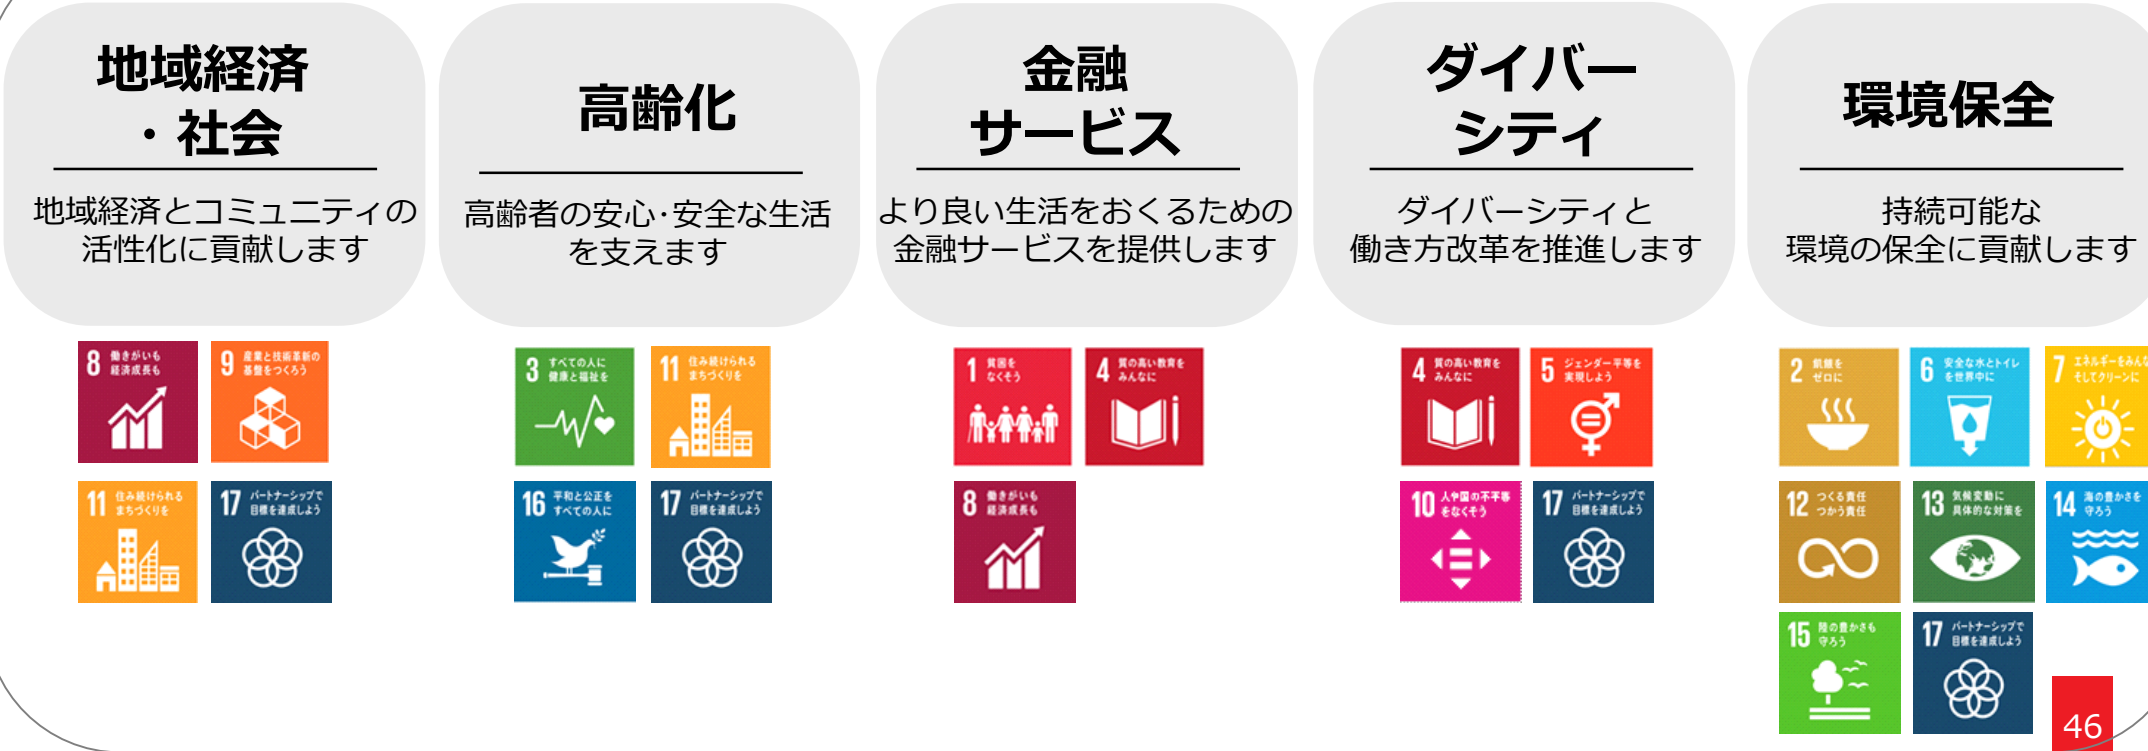 地域経済
・社会
地域経済とコミュニティの
活性化に貢献します
8 働きがいも
経済成長も
9 産業と技術革新の
基盤をつくろう
11 住み続けられる
まちづくりを
17 パートナーシップで
目標を達成しよう
高齢化
高齢者の安心・安全な生活
を支えます
3 すべての人に
健康と福祉を
11 住み続けられる
まちづくりを
16 平和と公正を
すべての人に
17 パートナーシップで
目標を達成しよう
金融
サービス
より良い生活をおくるための
金融サービスを提供します
1 貧困を
なくそう
4 質の高い教育を
みんなに
8 働きがいも
経済成長も
ダイバー
シティ
ダイバーシティと
働き方改革を推進します
4 質の高い教育を
みんなに
5 ジェンダー平等を
実現しよう
10 人や国の不平等
をなくそう
17 パートナーシップで
目標を達成しよう
環境保全
持続可能な
環境の保全に貢献します
2 飢餓を
ゼロに
6 安全な水とトイレ
を世界中に
7 エネルギーをみんな
そしてクリーンに
12 つくる責任
つかう責任
13 気候変動に
具体的な対策を
14 海の豊かさを
守ろう
15 陸の豊かさも
守ろう
17 パートナーシップで
目標を達成しよう
46